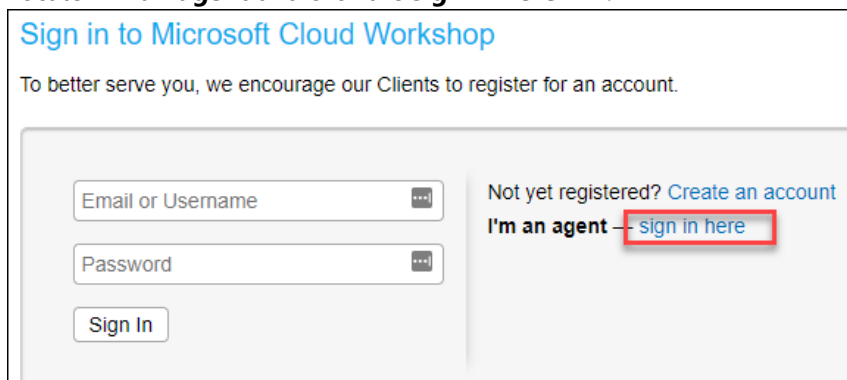 Sign in to Microsoft Cloud Workshop
To better serve you, we encourage our Clients to register for an account.
Email or Username
Password
Sign In
Not yet registered? Create an account
I'm an agent — sign in here